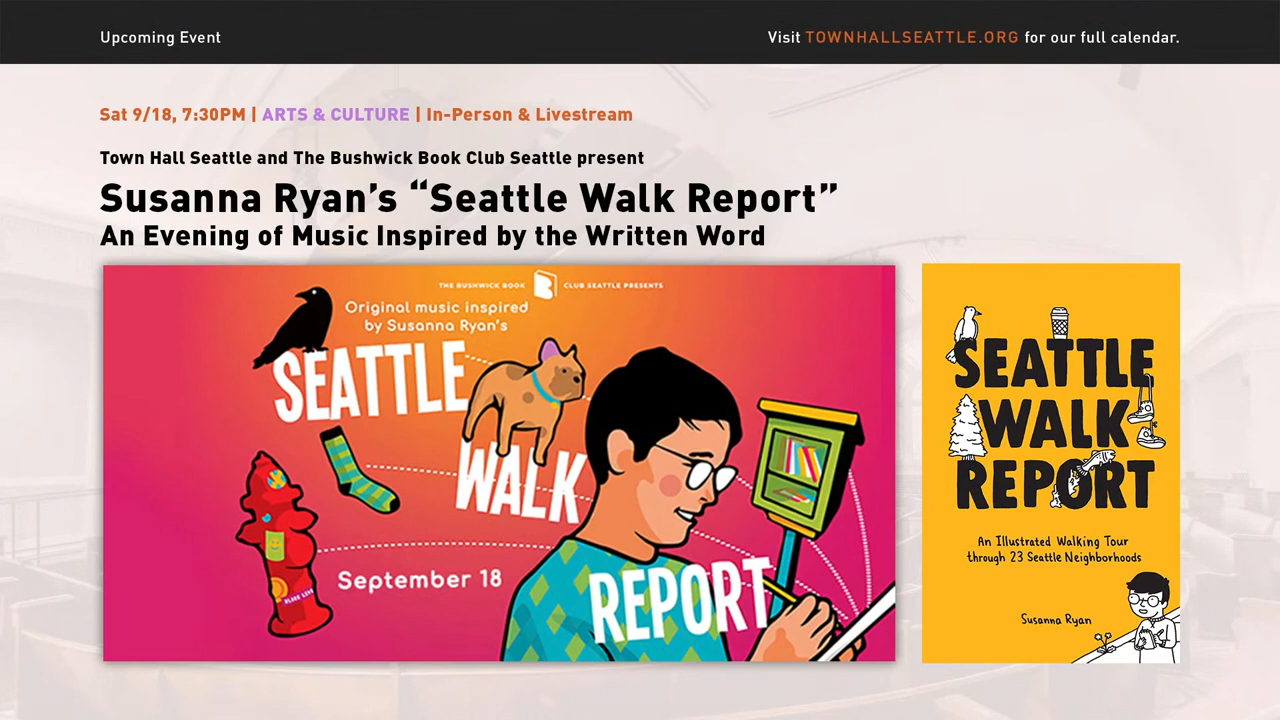 Upcoming Event
Visit TOWNHALLSEATTLE.ORG for our full calendar.
Sat 9/18, 7:30PM | ARTS & CULTURE | In-Person & Livestream
Town Hall Seattle and The Bushwick Book Club Seattle present
Susanna Ryan’s “Seattle Walk Report”
An Evening of Music Inspired by the Written Word
THE BUSHWICK BOOK CLUB SEATTLE PRESENTS
Original music inspired
by Susanna Ryan's
SEATTLE
WALK
REPORT
September 18
SEATTLE
WALK
REPORT
An Illustrated Walking Tour
through 23 Seattle Neighborhoods
Susanna Ryan